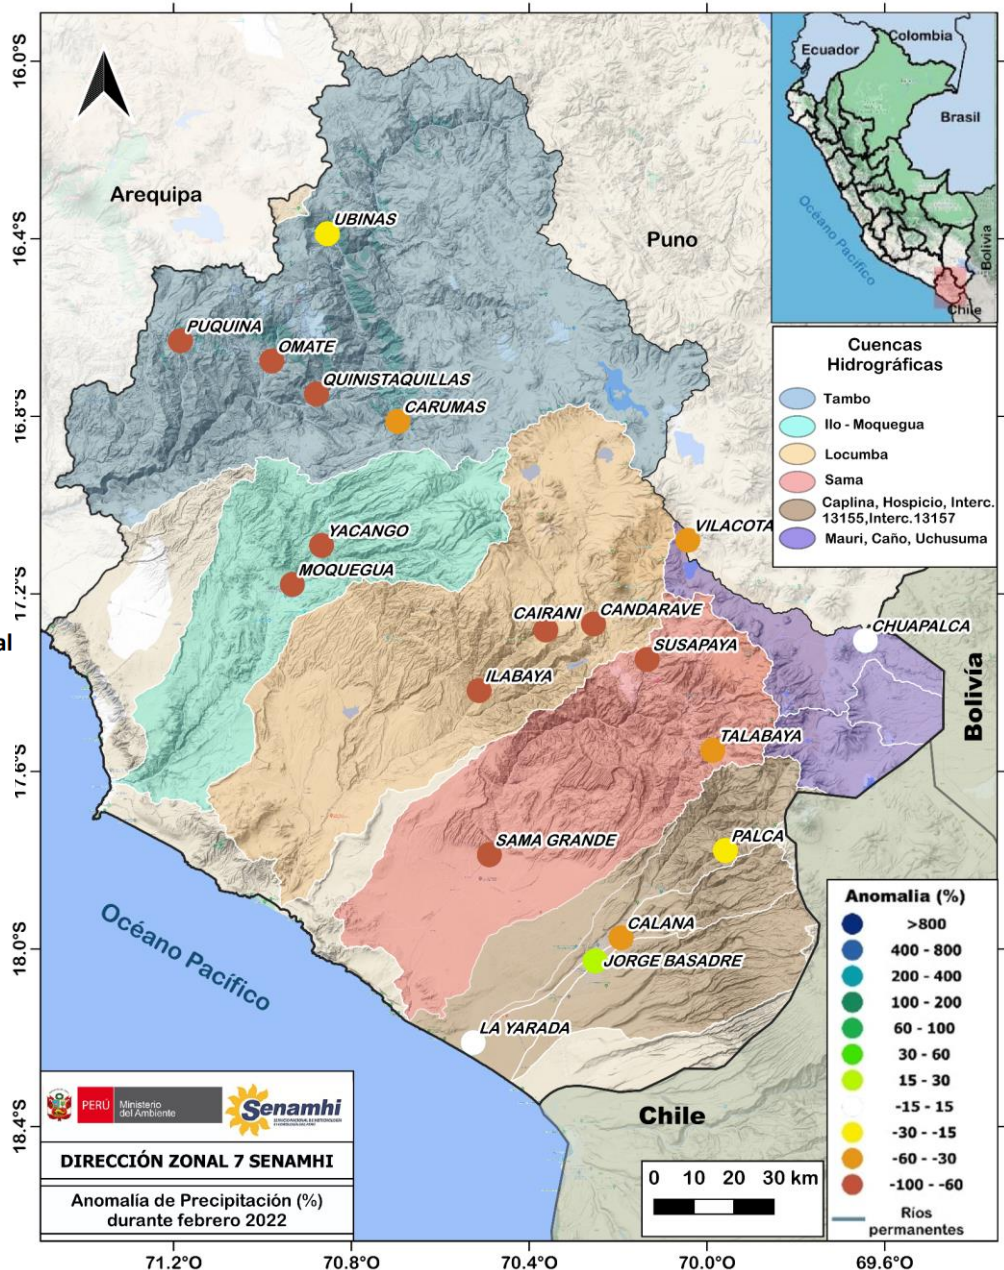 16.0°S
16.4°S
16.8°S
17.2°S
17.6°S
18.0°S
18.4°S
al
Arequipa
Puno
UBINAS
PUQUINA
OMATE
QUINISTAQUILLAS
CARUMAS
YACANGO
MOQUEGUA
VILACOTA
CAIRANI
CANDARAVE
CHUAPALCA
SUSAPAYA
ILABAYA
TALABAYA
SAMA GRANDE
PALCA
CALANA
JORGE BASADRE
LA YARADA
Océano Pacífico
Bolivía
Chile
Ecuador
Colombia
Brasil
Océano Pacífico
Bolivia
Chile
Cuencas
Hidrográficas
Tambo
Ilo - Moquegua
Locumba
Sama
Caplina, Hospicio, Interc.
13155,Interc.13157
Mauri, Caño, Uchusuma
Anomalia (%)
>800
400 - 800
200 - 400
100 - 200
60 - 100
30 - 60
15 - 30
-15 - 15
-30 - -15
-60 - -30
-100 - -60
Ríos
permanentes
PERÚ
Ministerio
del Ambiente
Senamhi
DIRECCIÓN ZONAL 7 SENAMHI
Anomalía de Precipitación (%)
durante febrero 2022
0 10 20 30 km
71.2°O
70.8°O
70.4°O
70.0°O
69.6°O